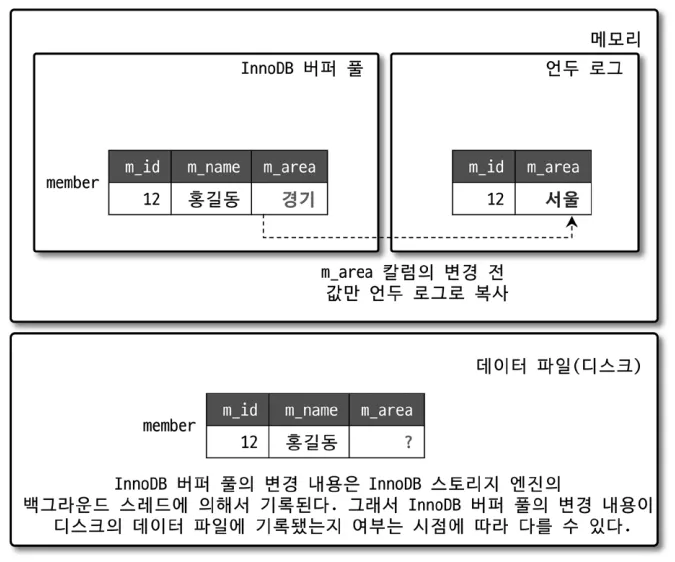 메모리
InnoDB 버퍼 풀
언두 로그
m_id m_name m_area
member 12 홍길동 경기
m_id m_area
12 서울
m_area 칼럼의 변경 전
값만 언두 로그로 복사
데이터 파일(디스크)
m_id m_name m_area
member 12 홍길동 ?
InnoDB 버퍼 풀의 변경 내용은 InnoDB 스토리지 엔진의
백그라운드 스레드에 의해서 기록된다. 그래서 InnoDB 버퍼 풀의 변경 내용이
디스크의 데이터 파일에 기록됐는지 여부는 시점에 따라 다를 수 있다.